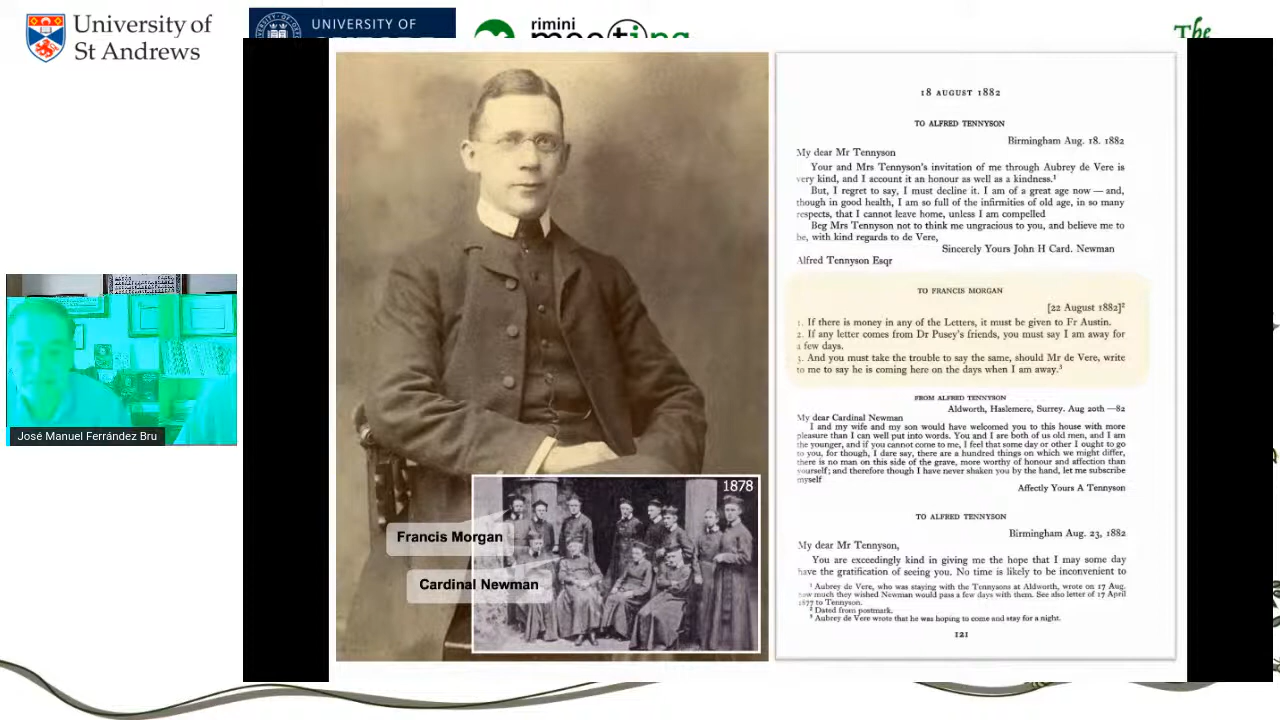 University of
St Andrews
UNIVERSITY OF
rimini
meeting
The
1878
Francis Morgan
Cardinal Newman
José Manuel Ferrández Bru
18 AUGUST 1882
TO ALFRED TENNYSON
Birmingham Aug. 18. 1882
My dear Mr Tennyson
Your and Mrs Tennyson's invitation of me through Aubrey de Vere is
very kind, and I account it an honour as well as a kindness.¹
But, I regret to say, I must decline it. I am of a great age now — and,
though in good health, I am so full of the infirmities of old age, in so many
respects, that I cannot leave home, unless I am compelled
Beg Mrs Tennyson not to think me ungracious to you, and believe me to
be, with kind regards to de Vere,
Sincerely Yours John H Card. Newman
Alfred Tennyson Esqr
TO FRANCIS MORGAN
[22 August 1882]²
1. If there is money in any of the Letters, it must be given to Fr Austin.
2. If any letter comes from Dr Pusey's friends, you must say I am away for
a few days.
3. And you must take the trouble to say the same, should Mr de Vere, write
to me to say he is coming here on the days when I am away.³
FROM ALFRED TENNYSON
Aldworth, Haslemere, Surrey. Aug 20th —82
My dear Cardinal Newman
I and my wife and my son would have welcomed you to this house with more
pleasure than I can well put into words. You and I are both of us old men, and I am
the younger, and if you cannot come to me, I feel that some day or other I ought to go
to you, for though, I dare say, there are a hundred things on which we might differ,
there is no man on this side of the grave, more worthy of honour and affection than
yourself; and therefore though I have never shaken you by the hand, let me subscribe
myself
Affectly Yours A Tennyson
TO ALFRED TENNYSON
Birmingham Aug. 23, 1882
My dear Mr Tennyson,
You are exceedingly kind in giving me the hope that I may some day
have the gratification of seeing you. No time is likely to be inconvenient to
¹ Aubrey de Vere, who was staying with the Tennysons at Aldworth, wrote on 17 Aug.
how much they wished Newman would pass a few days with them. See also letter of 17 April
1877 to Tennyson.
² Dated from postmark.
³ Aubrey de Vere wrote that he was hoping to come and stay for a night.
121